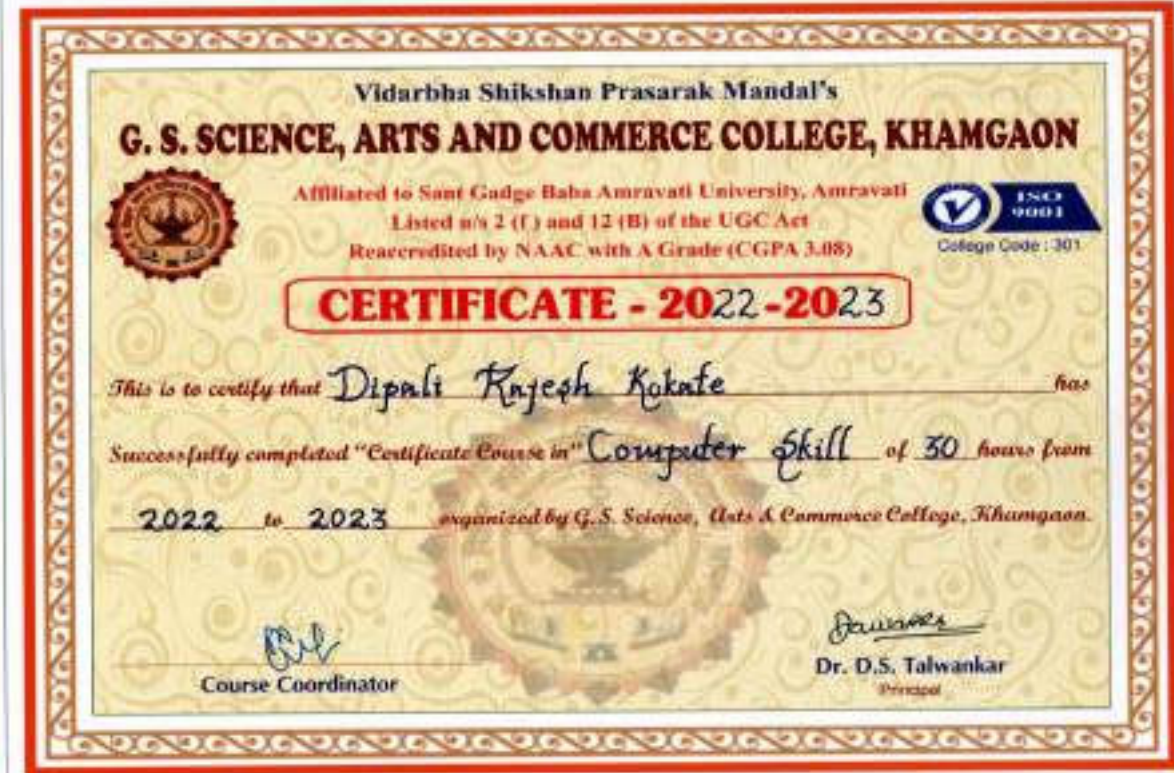 Vidarbha Shikshan Prasarak Mandal's
G. S. SCIENCE, ARTS AND COMMERCE COLLEGE, KHAMGAON
Affiliated to Sant Gadge Baba Amravati University, Amravati
Listed u/s 2 (f) and 12 (B) of the UGC Act
Reaccredited by NAAC with A Grade (CGPA 3.08)
ISO
9001
College Code : 301
CERTIFICATE - 2022-2023
This is to certify that Dipali Rajesh Kokate has
Successfully completed "Certificate Course in" Computer Skill of 30 hours from
2022 to 2023 organized by G.S. Science, Arts & Commerce College, Khamgaon.
Course Coordinator
Dr. D.S. Talwankar
Principal